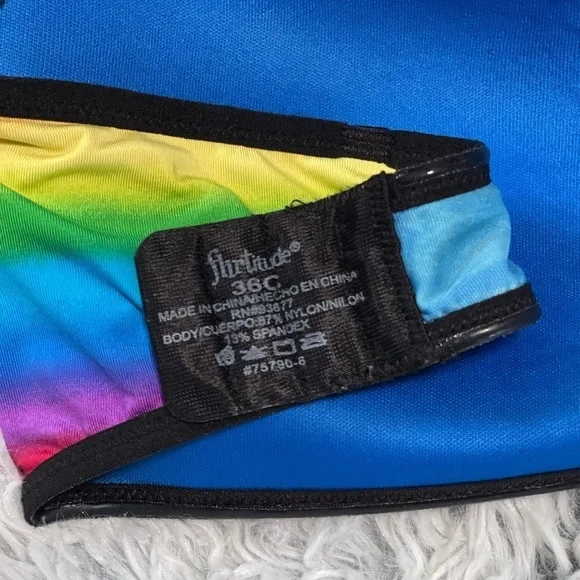 flirtitude®
36C
MADE IN CHINA/HECHO EN CHINA
RN#93677
BODY/CUERPO:87% NYLON/NILON
13% SPANDEX
#75790-6